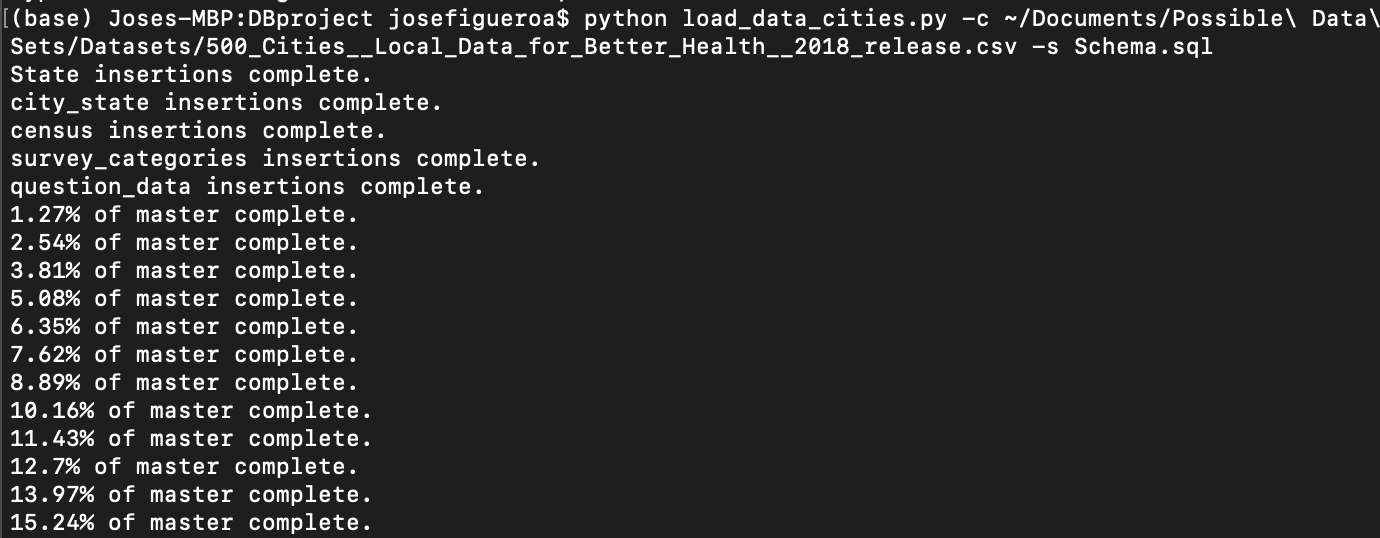 [(base) Joses-MBP:DBproject josefigueroa$ python load_data_cities.py -c ~/Documents/Possible\ Data\
Sets/Datasets/500_Cities__Local_Data_for_Better_Health__2018_release.csv -s Schema.sql
State insertions complete.
city_state insertions complete.
census insertions complete.
survey_categories insertions complete.
question_data insertions complete.
1.27% of master complete.
2.54% of master complete.
3.81% of master complete.
5.08% of master complete.
6.35% of master complete.
7.62% of master complete.
8.89% of master complete.
10.16% of master complete.
11.43% of master complete.
12.7% of master complete.
13.97% of master complete.
15.24% of master complete.